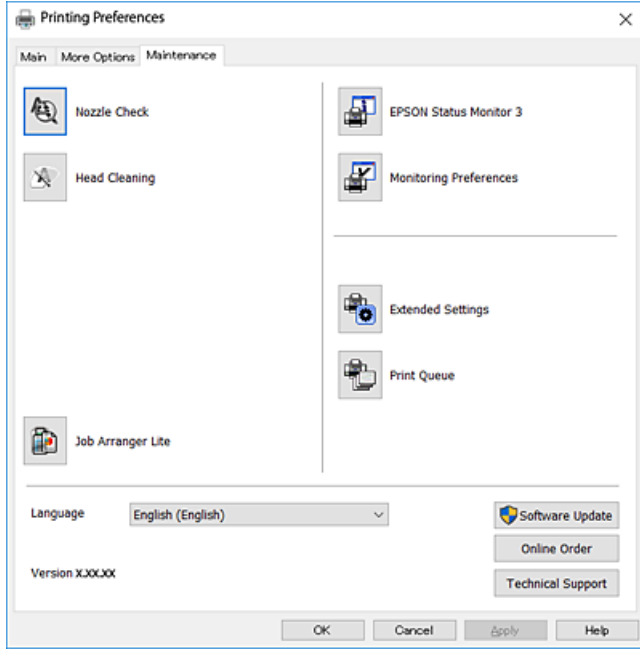 Printing Preferences
Main More Options Maintenance
Nozzle Check
EPSON Status Monitor 3
Head Cleaning
Monitoring Preferences
Extended Settings
Print Queue
Job Arranger Lite
Language English (English)
Software Update
Online Order
Version X.XX.XX
Technical Support
OK Cancel Apply Help